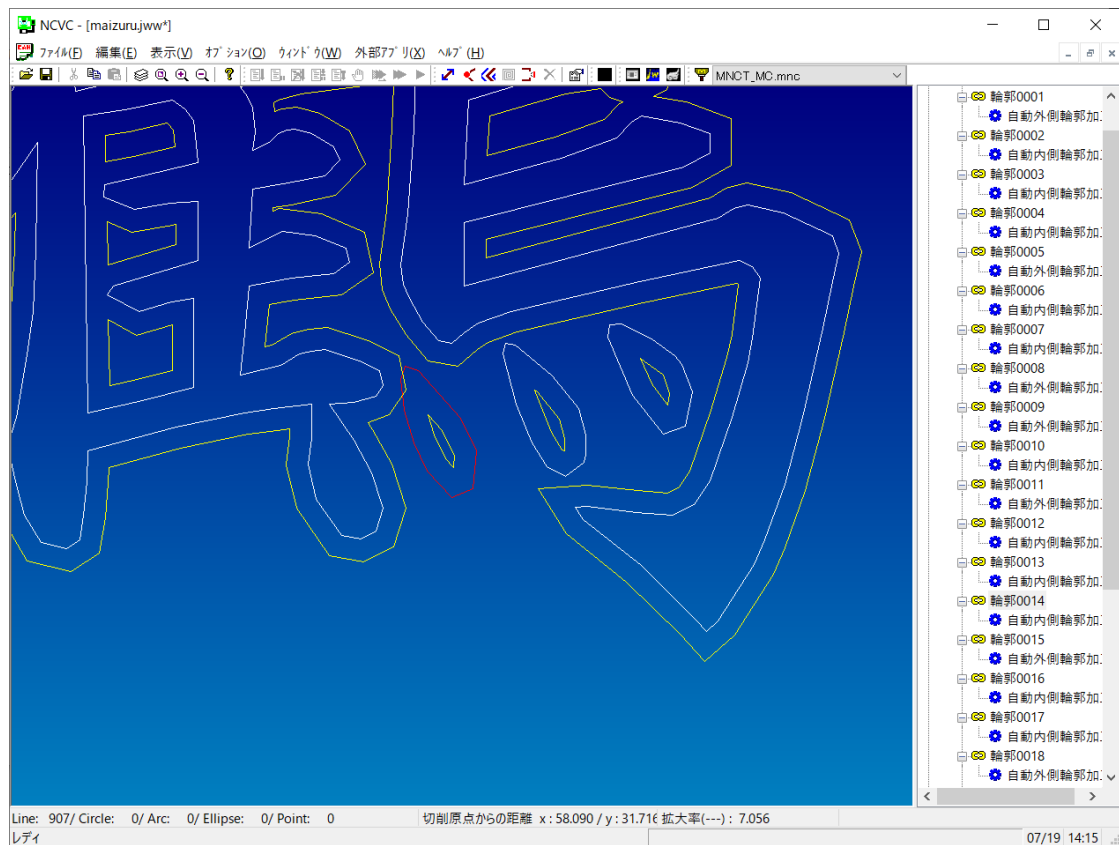 NCVC - [maizuru.jww*]
ファイル(F) 編集(E) 表示(V) オプション(O) ウィンドウ(W) 外部アプリ(X) ヘルプ(H)
MNCT_MC.mnc
輪郭0001
自動外側輪郭加工
輪郭0002
自動内側輪郭加
輪郭0003
自動内側輪郭加
輪郭0004
自動外側輪郭加
輪郭0005
自動外側輪郭加
輪郭0006
自動内側輪郭加
輪郭0007
自動内側輪郭加
輪郭0008
自動外側輪郭加
輪郭0009
自動外側輪郭加
輪郭0010
自動内側輪郭加
輪郭0011
自動外側輪郭加
輪郭0012
自動内側輪郭加
輪郭0013
自動内側輪郭加
輪郭0014
自動内側輪郭加
輪郭0015
自動外側輪郭加
輪郭0016
自動内側輪郭加
輪郭0017
自動内側輪郭加
輪郭0018
自動外側輪郭加
Line: 907/ Circle: 0/ Arc: 0/ Ellipse: 0/ Point: 0 切削原点からの距離 x : 58.090 / y : 31.716 拡大率(---) : 7.056
レディ 07/19 14:15